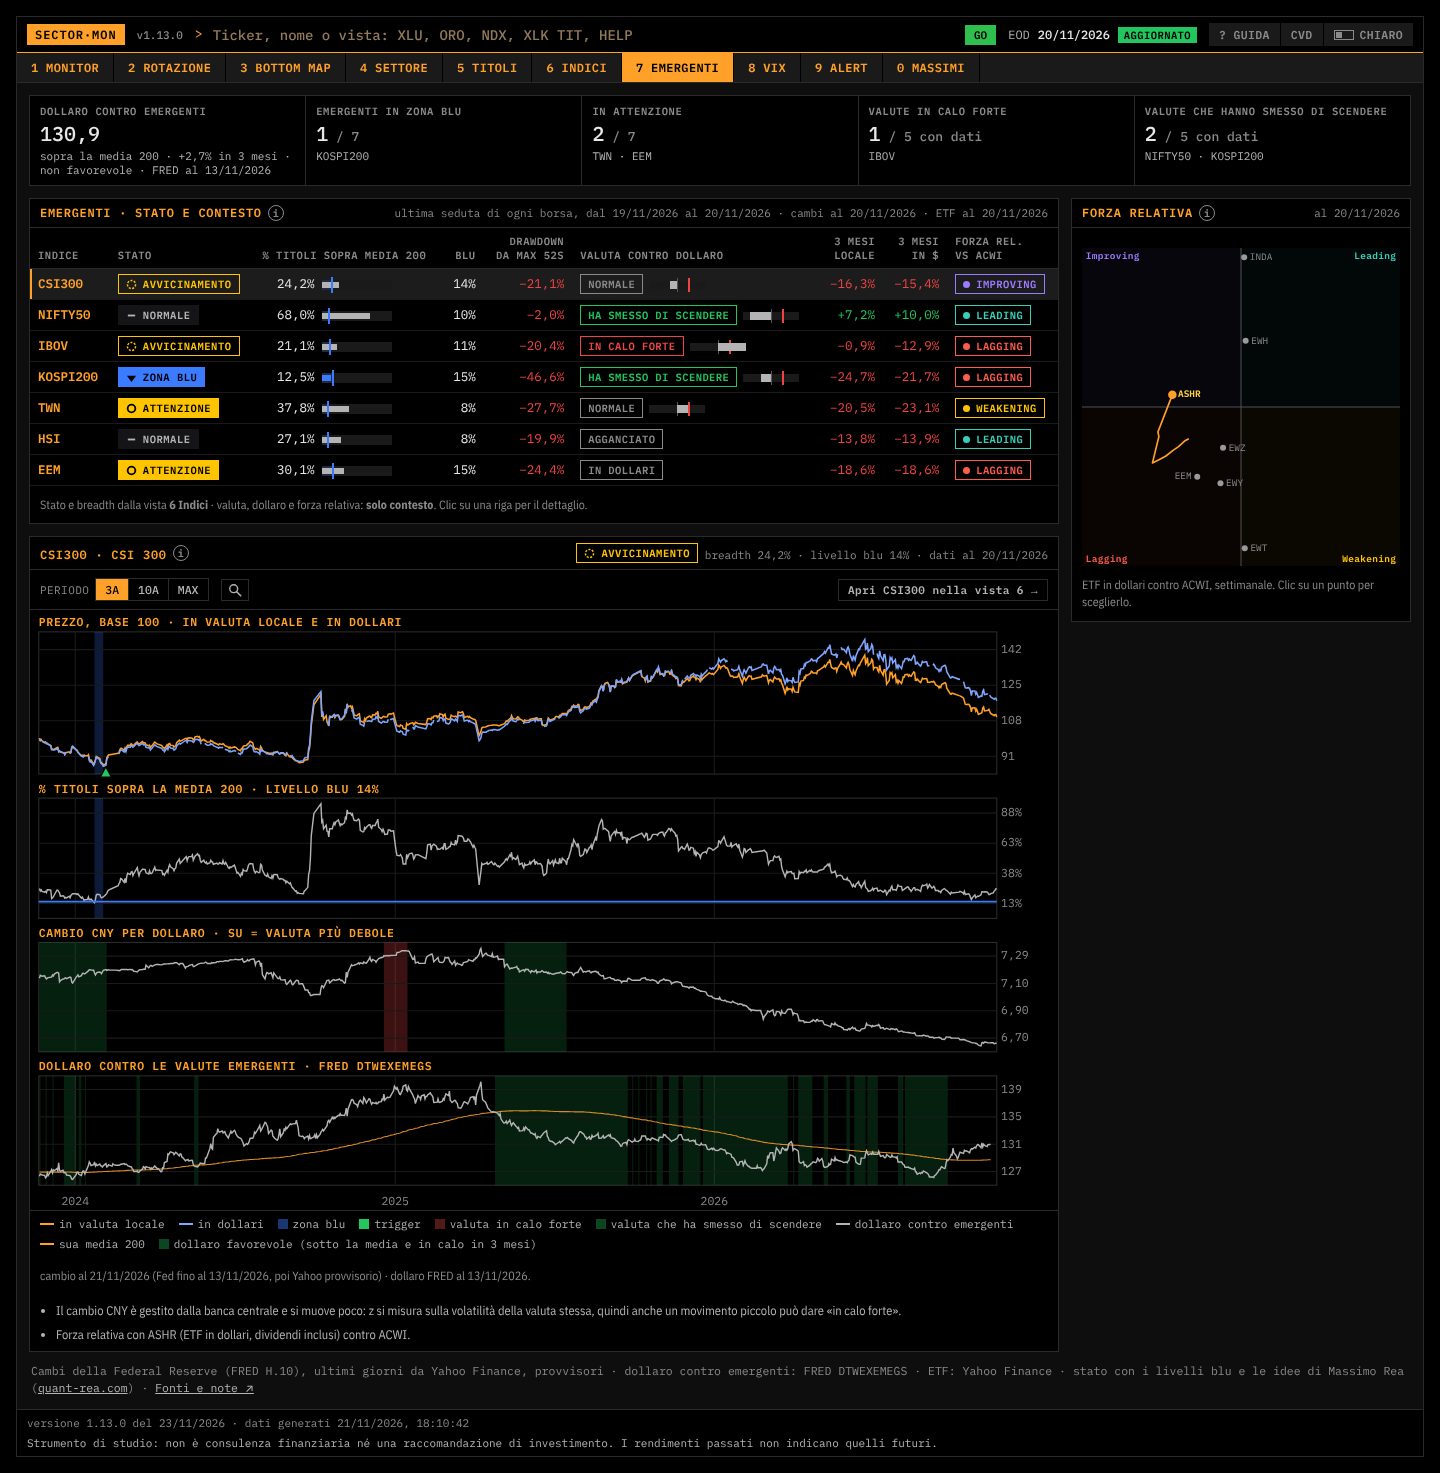 SECTOR·MON v1.13.0 > Ticker, nome o vista: XLU, ORO, NDX, XLK TIT, HELP GO EOD 20/11/2026 AGGIORNATO ? GUIDA CVD CHIARO
1 MONITOR 2 ROTAZIONE 3 BOTTOM MAP 4 SETTORE 5 TITOLI 6 INDICI 7 EMERGENTI 8 VIX 9 ALERT 0 MASSIMI
DOLLARO CONTRO EMERGENTI
130,9
sopra la media 200 · +2,7% in 3 mesi ·
non favorevole · FRED al 13/11/2026
EMERGENTI IN ZONA BLU
1 / 7
KOSPI200
IN ATTENZIONE
2 / 7
TWN · EEM
VALUTE IN CALO FORTE
1 / 5 con dati
IBOV
VALUTE CHE HANNO SMESSO DI SCENDERE
2 / 5 con dati
NIFTY50 · KOSPI200
EMERGENTI · STATO E CONTESTO i ultima seduta di ogni borsa, dal 19/11/2026 al 20/11/2026 · cambi al 20/11/2026 · ETF al 20/11/2026
DRAWDOWN 3 MESI 3 MESI FORZA REL.
INDICE STATO % TITOLI SOPRA MEDIA 200 BLU DA MAX 52S VALUTA CONTRO DOLLARO LOCALE IN $ VS ACWI
CSI300 AVVICINAMENTO 24,2% 14% −21,1% NORMALE −16,3% −15,4% IMPROVING
NIFTY50 NORMALE 68,0% 10% −2,0% HA SMESSO DI SCENDERE +7,2% +10,0% LEADING
IBOV AVVICINAMENTO 21,1% 11% −20,4% IN CALO FORTE −0,9% −12,9% LAGGING
KOSPI200 ZONA BLU 12,5% 15% −46,6% HA SMESSO DI SCENDERE −24,7% −21,7% LAGGING
TWN ATTENZIONE 37,8% 8% −27,7% NORMALE −20,5% −23,1% WEAKENING
HSI NORMALE 27,1% 8% −19,9% AGGANCIATO −13,8% −13,9% LEADING
EEM ATTENZIONE 30,1% 15% −24,4% IN DOLLARI −18,6% −18,6% LAGGING
Stato e breadth dalla vista 6 Indici · valuta, dollaro e forza relativa: solo contesto. Clic su una riga per il dettaglio.
FORZA RELATIVA i al 20/11/2026
Improving Leading
INDA
EWH
ASHR
EWZ
EEM
EWY
EWT
Lagging Weakening
ETF in dollari contro ACWI, settimanale. Clic su un punto per
sceglierlo.
CSI300 · CSI 300 i AVVICINAMENTO breadth 24,2% · livello blu 14% · dati al 20/11/2026
PERIODO 3A 10A MAX Apri CSI300 nella vista 6 →
PREZZO, BASE 100 · IN VALUTA LOCALE E IN DOLLARI
142
125
108
91
% TITOLI SOPRA LA MEDIA 200 · LIVELLO BLU 14%
88%
63%
38%
13%
CAMBIO CNY PER DOLLARO · SU = VALUTA PIÙ DEBOLE
7,29
7,10
6,90
6,70
DOLLARO CONTRO LE VALUTE EMERGENTI · FRED DTWEXEMEGS
139
135
131
127
2024 2025 2026
in valuta locale in dollari zona blu trigger valuta in calo forte valuta che ha smesso di scendere dollaro contro emergenti
sua media 200 dollaro favorevole (sotto la media e in calo in 3 mesi)
cambio al 21/11/2026 (Fed fino al 13/11/2026, poi Yahoo provvisorio) · dollaro FRED al 13/11/2026.
• Il cambio CNY è gestito dalla banca centrale e si muove poco: z si misura sulla volatilità della valuta stessa, quindi anche un movimento piccolo può dare «in calo forte».
• Forza relativa con ASHR (ETF in dollari, dividendi inclusi) contro ACWI.
Cambi della Federal Reserve (FRED H.10), ultimi giorni da Yahoo Finance, provvisori · dollaro contro emergenti: FRED DTWEXEMEGS · ETF: Yahoo Finance · stato con i livelli blu e le idee di Massimo Rea
(quant-rea.com) · Fonti e note ↗
versione 1.13.0 del 23/11/2026 · dati generati 21/11/2026, 18:10:42
Strumento di studio: non è consulenza finanziaria né una raccomandazione di investimento. I rendimenti passati non indicano quelli futuri.